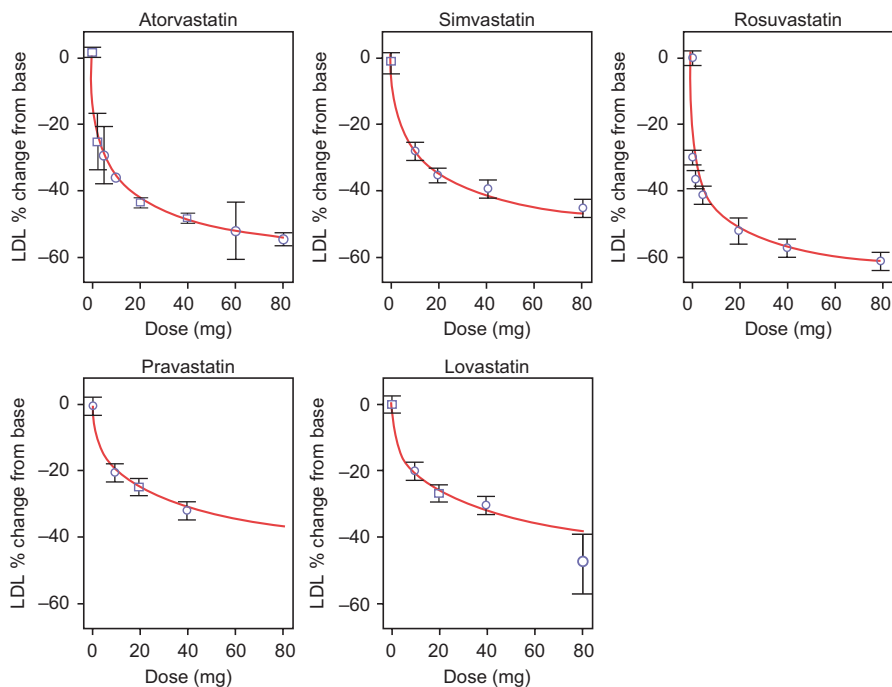 Atorvastatin
Simvastatin
Rosuvastatin
LDL % change from base
0
–20
–40
–60
0 20 40 60 80
Dose (mg)
LDL % change from base
0
–20
–40
–60
0 20 40 60 80
Dose (mg)
LDL % change from base
0
–20
–40
–60
0 20 40 60 80
Dose (mg)
Pravastatin
Lovastatin
LDL % change from base
0
–20
–40
–60
0 20 40 60 80
Dose (mg)
LDL % change from base
0
–20
–40
–60
0 20 40 60 80
Dose (mg)